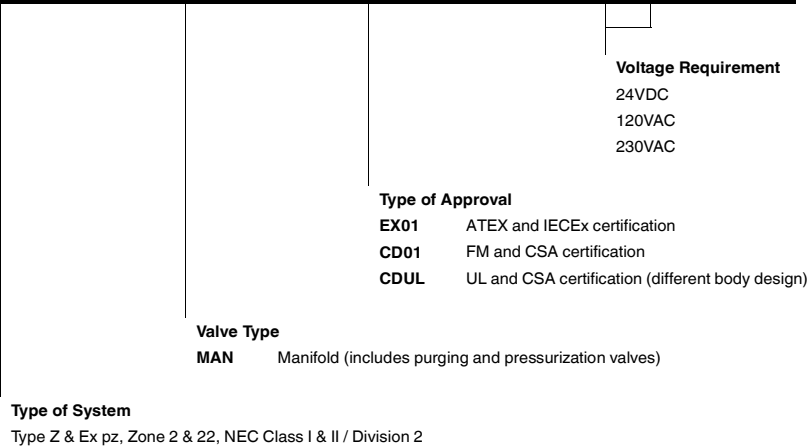 Voltage Requirement
24VDC
120VAC
230VAC
Type of Approval
EX01 ATEX and IECEx certification
CD01 FM and CSA certification
CDUL UL and CSA certification (different body design)
Valve Type
MAN Manifold (includes purging and pressurization valves)
Type of System
Type Z & Ex pz, Zone 2 & 22, NEC Class I & II / Division 2